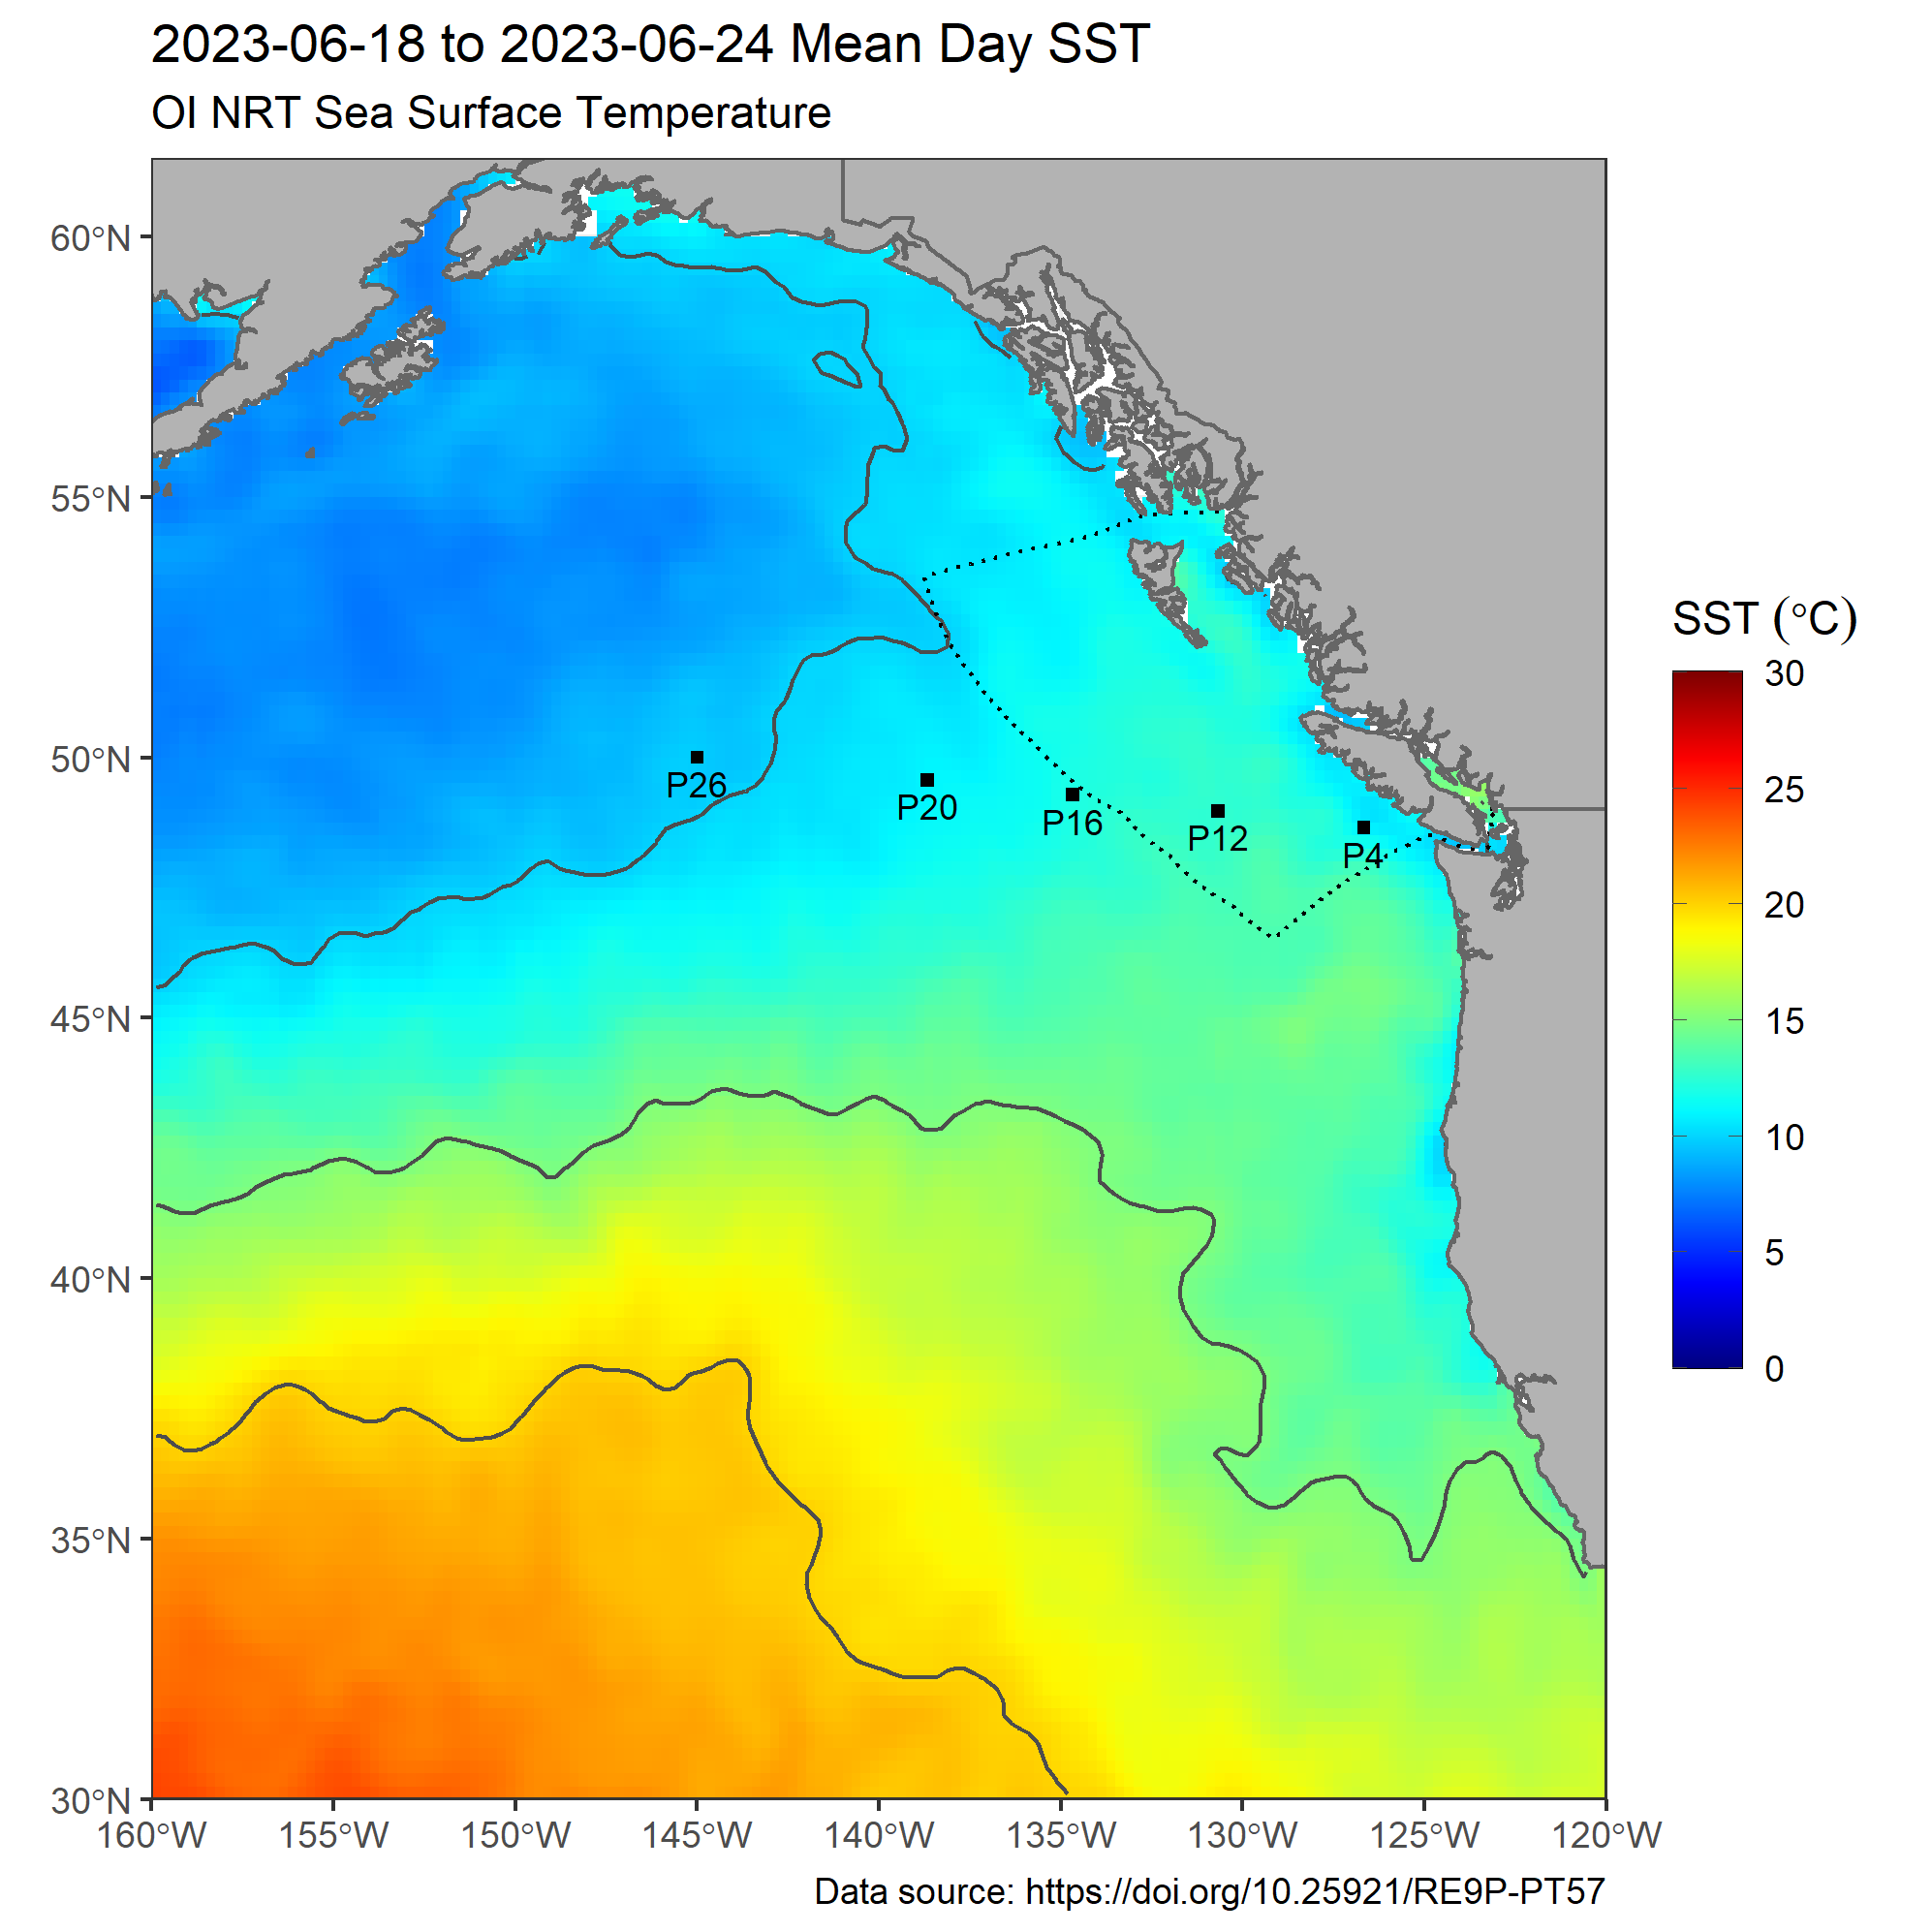 2023-06-18 to 2023-06-24 Mean Day SST
OI NRT Sea Surface Temperature
60°N
55°N
50°N
45°N
40°N
35°N
30°N
P26
P20
P16
P12
P4
160°W
155°W
150°W
145°W
140°W
135°W
130°W
125°W
120°W
SST (°C)
30
25
20
15
10
5
0
Data source: https://doi.org/10.25921/RE9P-PT57